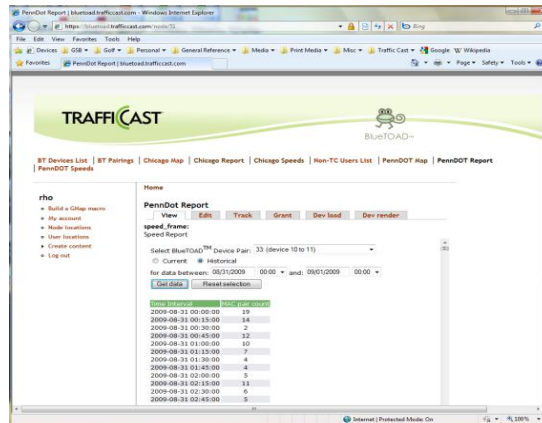 PennDot Report | bluetoad.trafficcast.com - Windows Internet Explorer
https://bluetoad.trafficcast.com/node/51
Bing
File Edit View Favorites Tools Help
Devices GSB Golf Personal General Reference Media Print Media Misc Traffic Cast Google Wikipedia
Favorites PennDot Report | bluetoad.trafficcast.com
Page Safety Tools
TRAFFICAST
BlueTOAD
BT Devices List | BT Pairings | Chicago Map | Chicago Report | Chicago Speeds | Non-TC Users List | PennDOT Map | PennDOT Report
| PennDOT Speeds
Home
rho
Build a GMap macro
My account
Node locations
User locations
Create content
Log out
PennDot Report
View Edit Track Grant Dev load Dev render
speed_frame:
Speed Report
Select BlueTOAD™ Device Pair: 33: (device 10 to 11)
Current Historical
for data between: 08/31/2009 00:00 and: 09/01/2009 00:00
Get data Reset selection
Time Interval MAC pair count
2009-08-31 00:00:00 19
2009-08-31 00:15:00 14
2009-08-31 00:30:00 2
2009-08-31 00:45:00 12
2009-08-31 01:00:00 10
2009-08-31 01:15:00 7
2009-08-31 01:30:00 4
2009-08-31 01:45:00 4
2009-08-31 02:00:00 5
2009-08-31 02:15:00 11
2009-08-31 02:30:00 6
2009-08-31 02:45:00 5
Internet | Protected Mode: On
100%